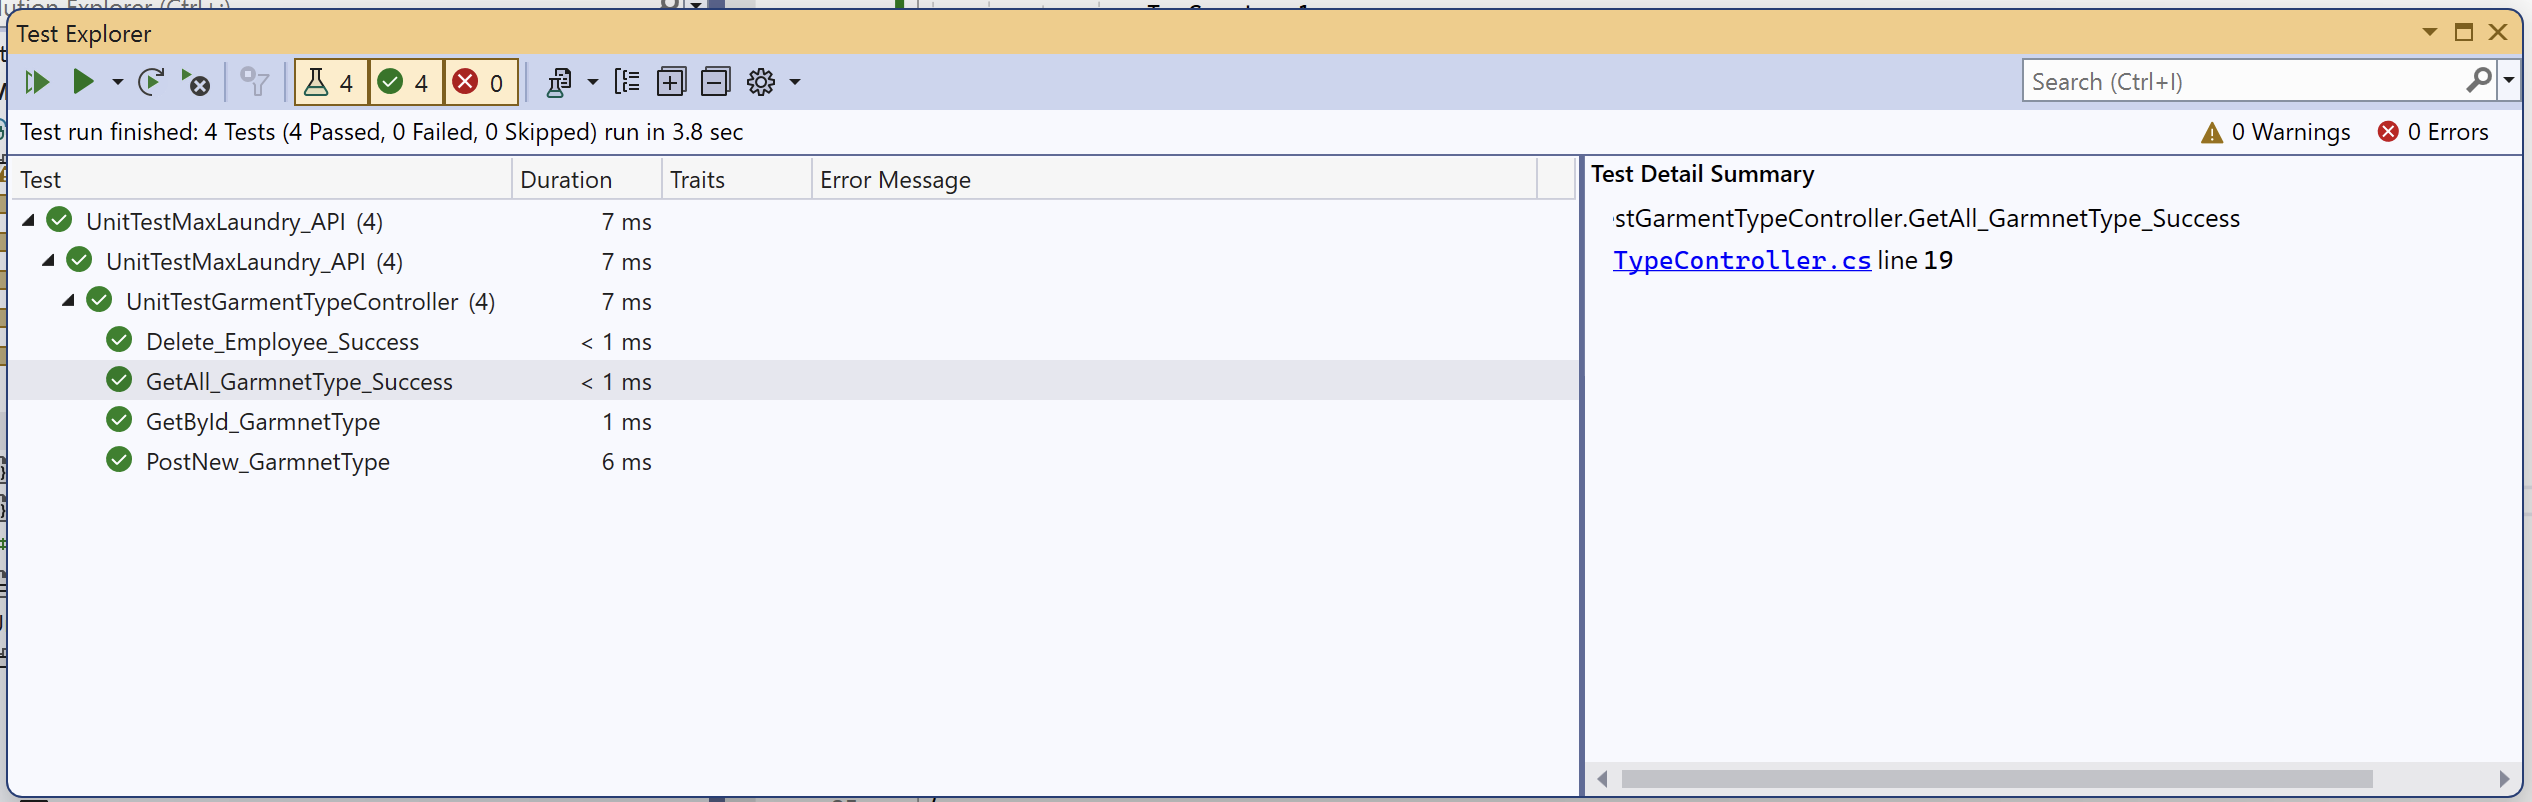 Test Explorer
4 4 0
Search (Ctrl+I)
Test run finished: 4 Tests (4 Passed, 0 Failed, 0 Skipped) run in 3.8 sec
0 Warnings 0 Errors
Test Duration Traits Error Message
UnitTestMaxLaundry_API (4) 7 ms
UnitTestMaxLaundry_API (4) 7 ms
UnitTestGarmentTypeController (4) 7 ms
Delete_Employee_Success < 1 ms
GetAll_GarmnetType_Success < 1 ms
GetById_GarmnetType 1 ms
PostNew_GarmnetType 6 ms
Test Detail Summary
stGarmentTypeController.GetAll_GarmnetType_Success
TypeController.cs line 19